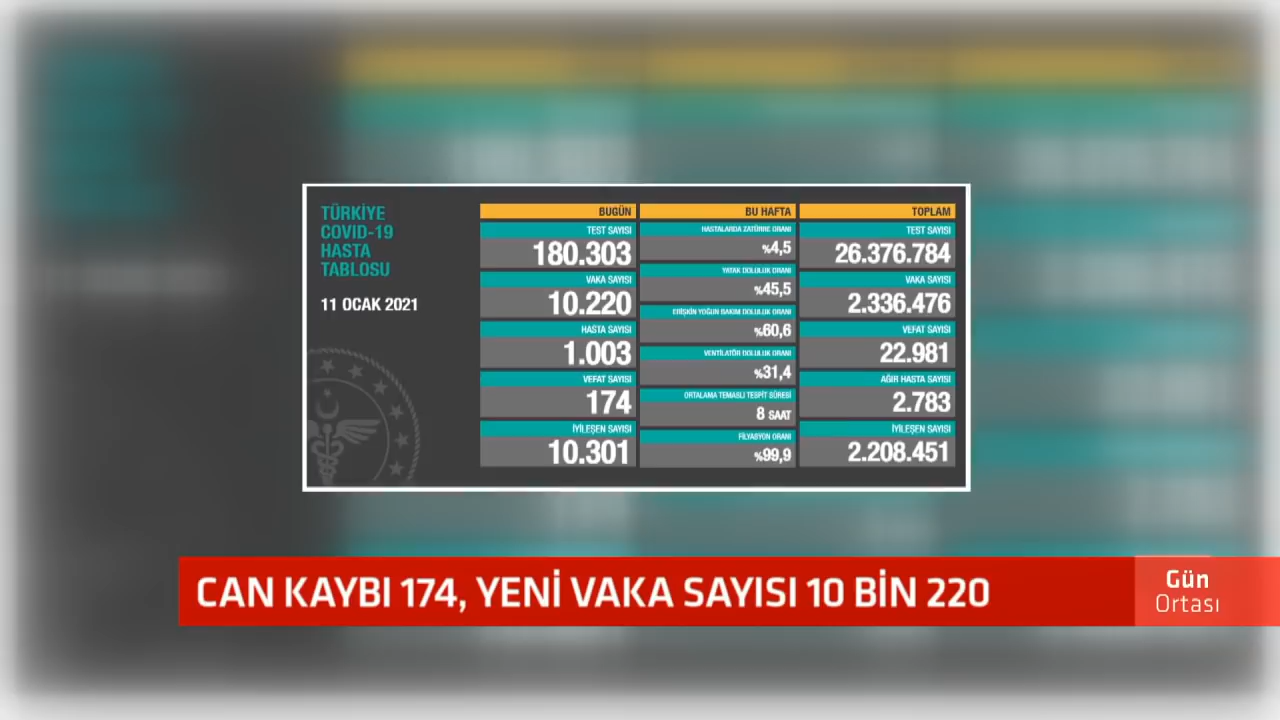 TÜRKİYE
COVID-19
HASTA
TABLOSU
11 OCAK 2021
BUGÜN
TEST SAYISI
180.303
VAKA SAYISI
10.220
HASTA SAYISI
1.003
VEFAT SAYISI
174
İYİLEŞEN SAYISI
10.301
BU HAFTA
HASTALARDA ZATÜRRE ORANI
%4,5
YATAK DOLULUK ORANI
%45,5
ERİŞKİN YOĞUN BAKIM DOLULUK ORANI
%60,6
VENTİLATÖR DOLULUK ORANI
%31,4
ORTALAMA TEMASLI TESPİT SÜRESİ
8 SAAT
FİLYASYON ORANI
%99,9
TOPLAM
TEST SAYISI
26.376.784
VAKA SAYISI
2.336.476
VEFAT SAYISI
22.981
AĞIR HASTA SAYISI
2.783
İYİLEŞEN SAYISI
2.208.451
CAN KAYBI 174, YENİ VAKA SAYISI 10 BİN 220
Gün
Ortası